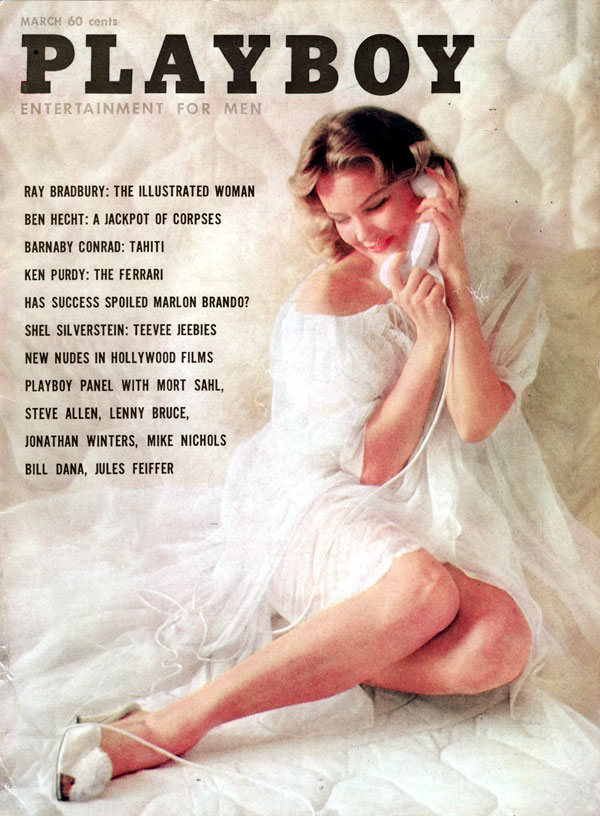 MARCH 60 cents
PLAYBOY
ENTERTAINMENT FOR MEN
RAY BRADBURY: THE ILLUSTRATED WOMAN
BEN HECHT: A JACKPOT OF CORPSES
BARNABY CONRAD: TAHITI
KEN PURDY: THE FERRARI
HAS SUCCESS SPOILED MARLON BRANDO?
SHEL SILVERSTEIN: TEEVEE JEEBIES
NEW NUDES IN HOLLYWOOD FILMS
PLAYBOY PANEL WITH MORT SAHL,
STEVE ALLEN, LENNY BRUCE,
JONATHAN WINTERS, MIKE NICHOLS
BILL DANA, JULES FEIFFER